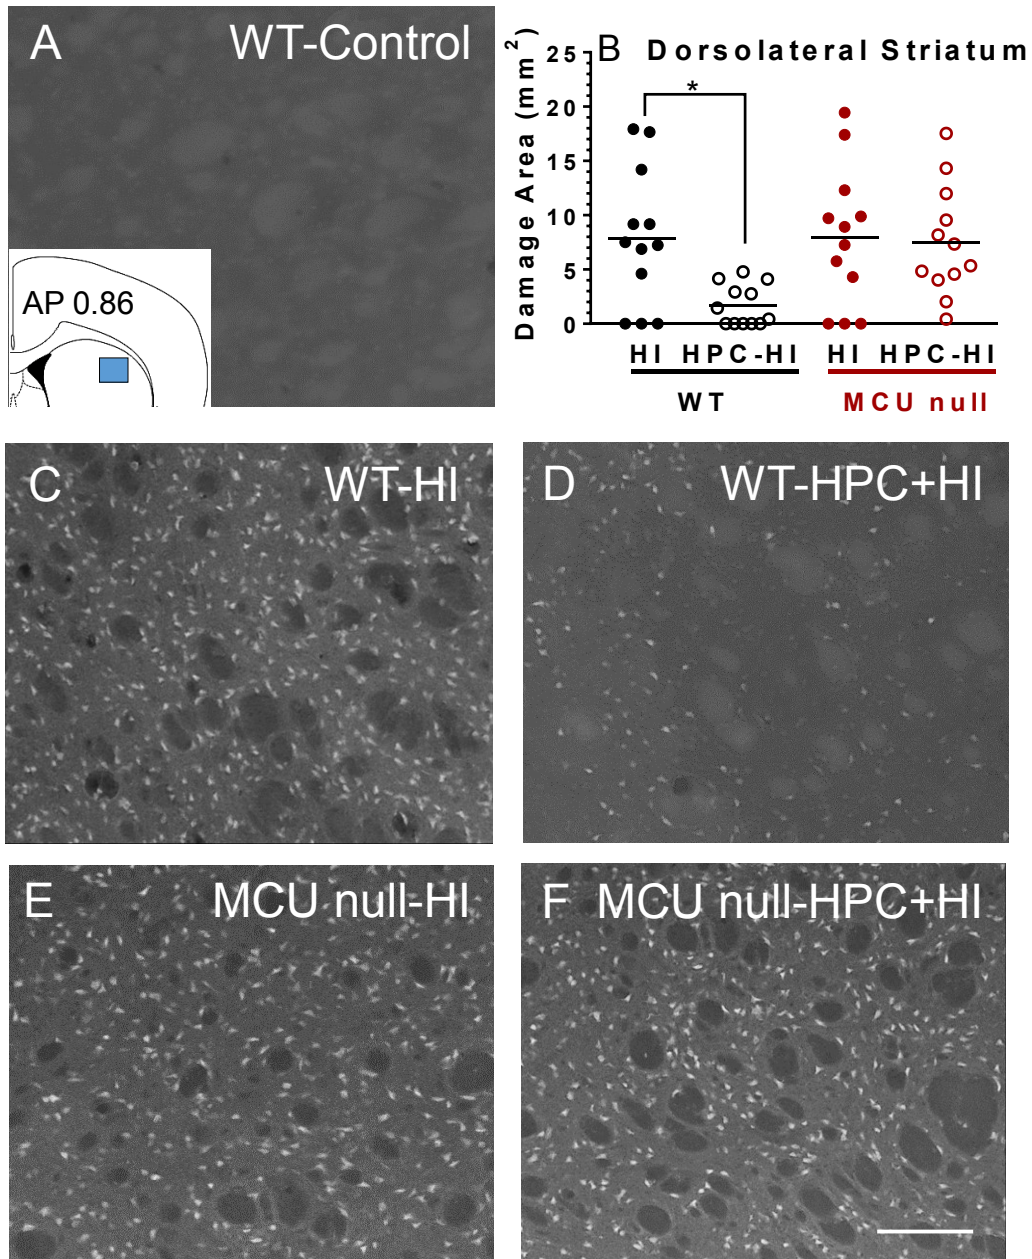 A WT-Control
AP 0.86
B Dorsolateral Striatum
Damage Area (mm²)
25
20
15
10
5
0
*
HI HPC-HI HI HPC-HI
WT MCU null
C WT-HI
D WT-HPC+HI
E MCU null-HI
F MCU null-HPC+HI